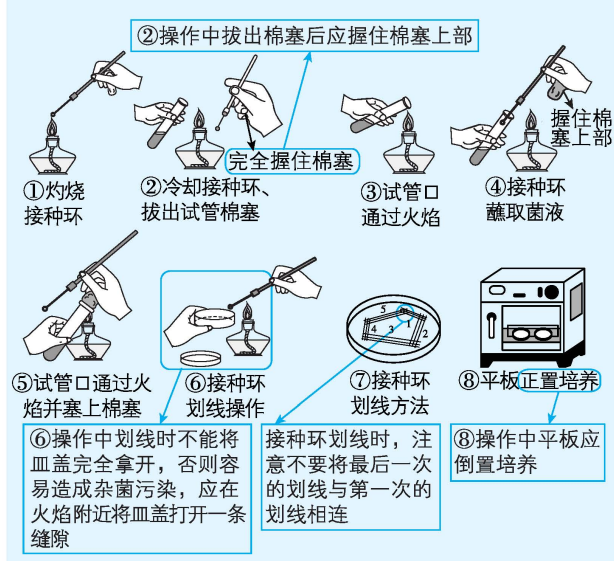 ②操作中拔出棉塞后应握住棉塞上部
完全握住棉塞
握住棉
塞上部
①灼烧
接种环
②冷却接种环、
拔出试管棉塞
③试管口
通过火焰
④接种环
蘸取菌液
5
4
3
1
2
⑤试管口通过火
焰并塞上棉塞
⑥接种环
划线操作
⑦接种环
划线方法
⑧平板正置培养
⑥操作中划线时不能将
皿盖完全拿开，否则容
易造成杂菌污染，应在
火焰附近将皿盖打开一条
缝隙
接种环划线时，注
意不要将最后一次
的划线与第一次的
划线相连
⑧操作中平板应
倒置培养